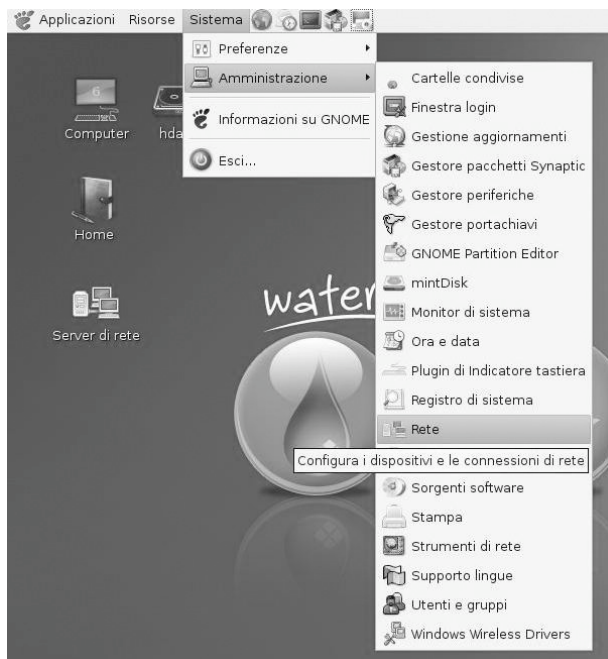 Applicazioni Risorse Sistema
Preferenze
Amministrazione
Informazioni su GNOME
Esci...
Computer
hda
Home
Server di rete
water
Cartelle condivise
Finestra login
Gestione aggiornamenti
Gestore pacchetti Synaptic
Gestore periferiche
Gestore portachiavi
GNOME Partition Editor
mintDisk
Monitor di sistema
Ora e data
Plugin di Indicatore tastiera
Registro di sistema
Rete
Configura i dispositivi e le connessioni di rete
Sorgenti software
Stampa
Strumenti di rete
Supporto lingue
Utenti e gruppi
Windows Wireless Drivers